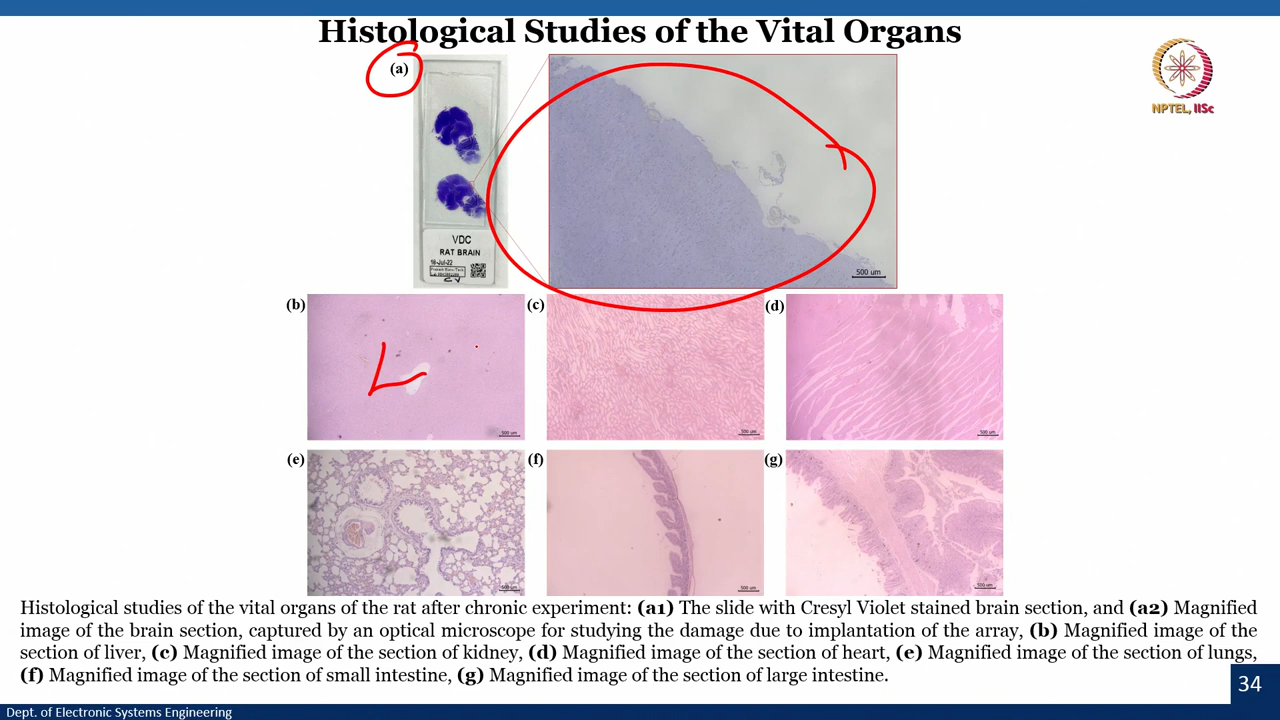 Histological Studies of the Vital Organs
(a)
NPTEL, IISc
VDC
RAT BRAIN
18-Jul-22
CV
500 um
(b)
(c)
(d)
L
500 um
500 um
500 um
(e)
(f)
(g)
500 um
500 um
500 um
Histological studies of the vital organs of the rat after chronic experiment: (a1) The slide with Cresyl Violet stained brain section, and (a2) Magnified
image of the brain section, captured by an optical microscope for studying the damage due to implantation of the array, (b) Magnified image of the
section of liver, (c) Magnified image of the section of kidney, (d) Magnified image of the section of heart, (e) Magnified image of the section of lungs,
(f) Magnified image of the section of small intestine, (g) Magnified image of the section of large intestine.
34
Dept. of Electronic Systems Engineering